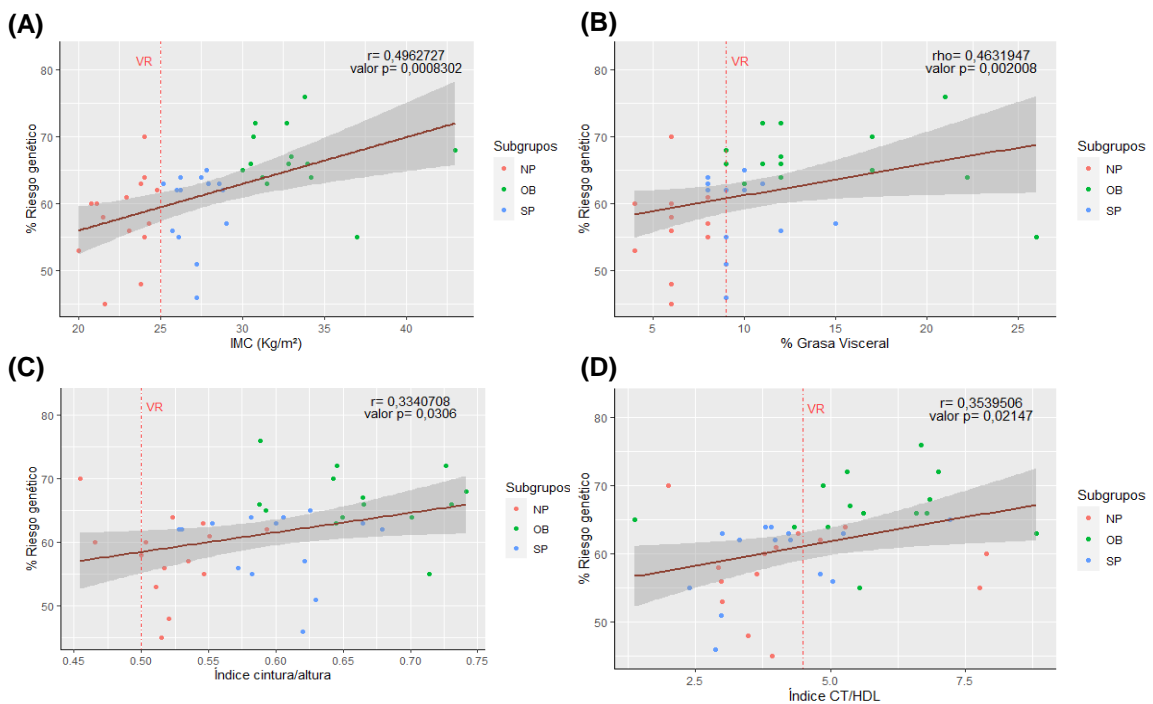 (A)
r= 0,4962727
valor p= 0,0008302
VR
80
70
60
50
% Riesgo genético
20 25 30 35 40
IMC (Kg/m²)
Subgrupos
NP
OB
SP
(B)
rho= 0,4631947
valor p= 0,002008
VR
80
70
60
50
% Riesgo genético
5 10 15 20 25
% Grasa Visceral
Subgrupos
NP
OB
SP
(C)
r= 0,3340708
valor p= 0,0306
VR
80
70
60
50
% Riesgo genético
0.45 0.50 0.55 0.60 0.65 0.70 0.75
Índice cintura/altura
Subgrupos
NP
OB
SP
(D)
r= 0,3539506
valor p= 0,02147
VR
80
70
60
50
% Riesgo genético
2.5 5.0 7.5
Índice CT/HDL
Subgrupos
NP
OB
SP